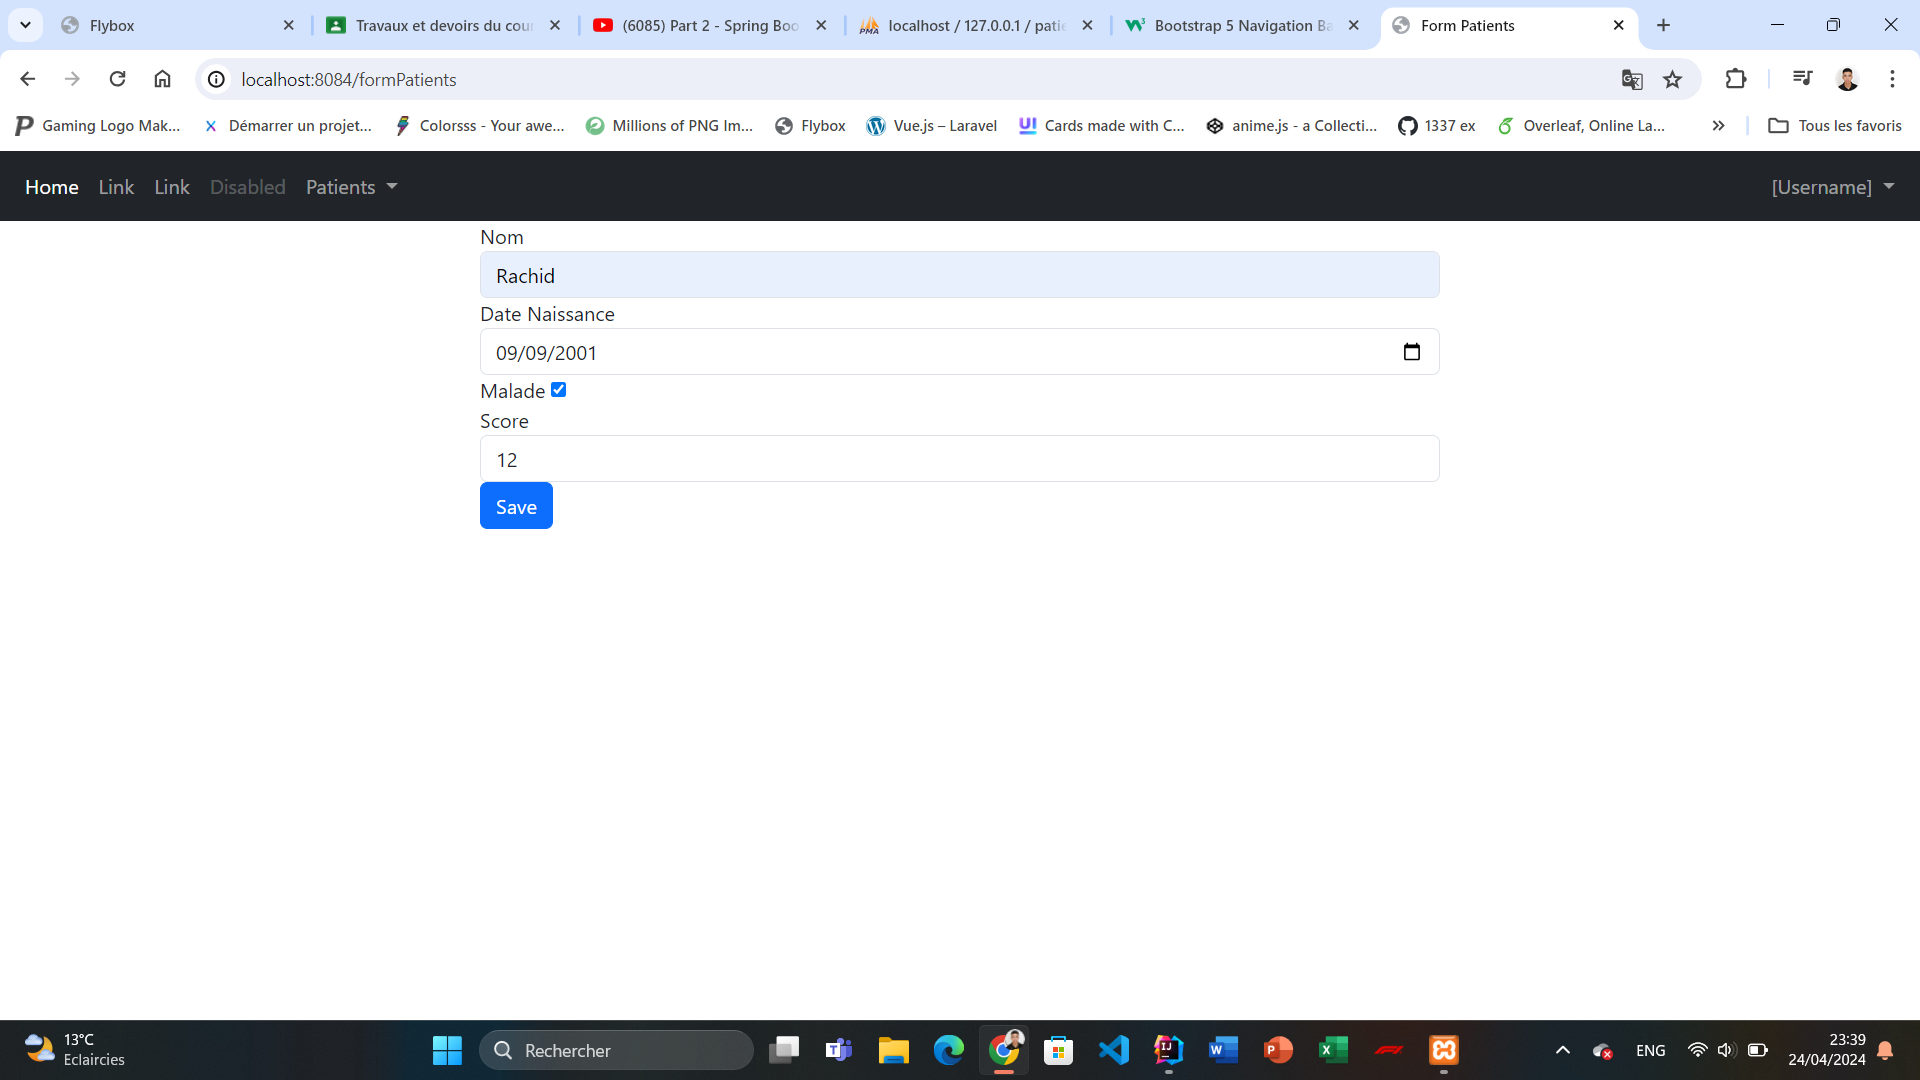 Flybox
Travaux et devoirs du cour
(6085) Part 2 - Spring Boo
localhost / 127.0.0.1 / patie
Bootstrap 5 Navigation Ba
Form Patients
localhost:8084/formPatients
Gaming Logo Mak...
Démarrer un projet...
Colorsss - Your awe...
Millions of PNG Im...
Flybox
Vue.js – Laravel
Cards made with C...
anime.js - a Collecti...
1337 ex
Overleaf, Online La...
Tous les favoris
Home Link Link Disabled Patients [Username]
Nom
Rachid
Date Naissance
09/09/2001
Malade
Score
12
Save
13°C
Eclaircies
Rechercher
ENG
23:39
24/04/2024